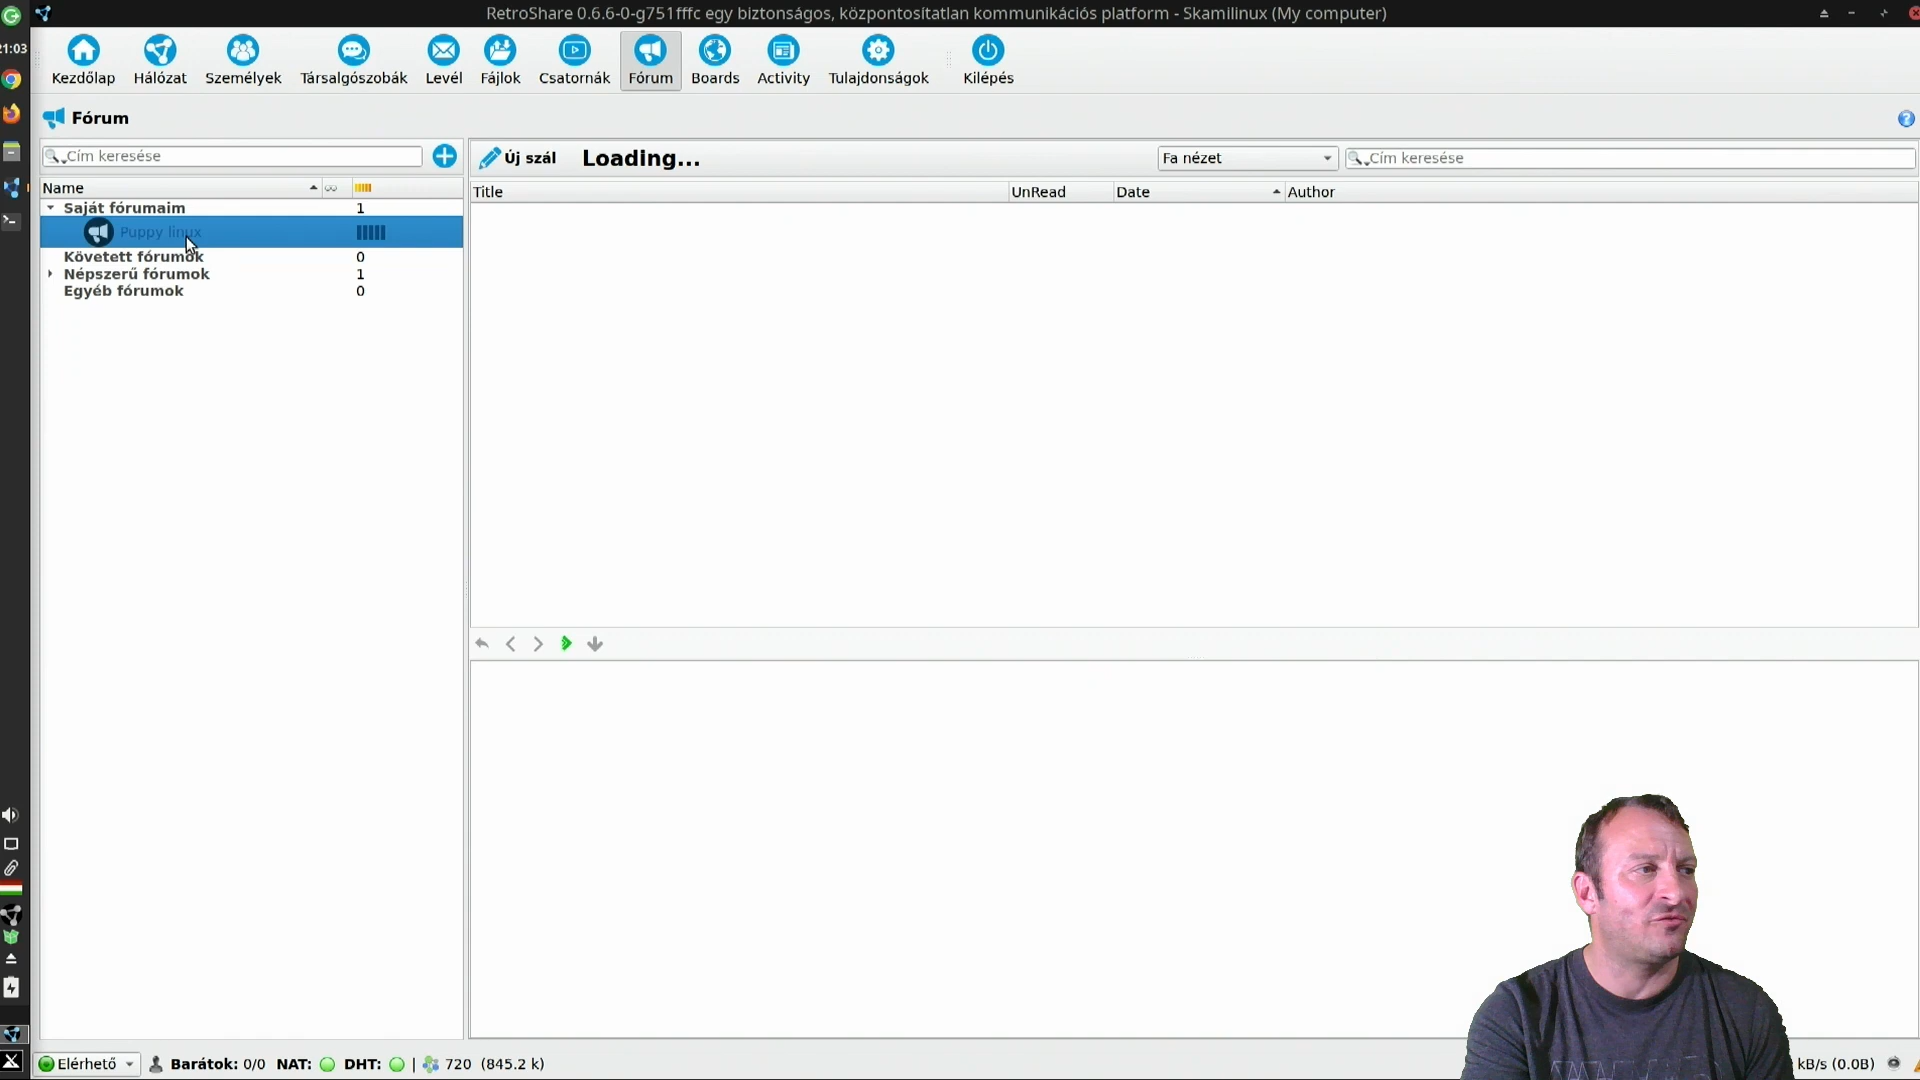 RetroShare 0.6.6-0-g751fffc egy biztonságos, központosítatlan kommunikációs platform - Skamilinux (My computer)
21:03
Kezdőlap Hálózat Személyek Társalgószobák Levél Fájlok Csatornák Fórum Boards Activity Tulajdonságok Kilépés
Fórum
Cím keresése
Új szál Loading... Fa nézet Cím keresése
Name
Title UnRead Date Author
Saját fórumaim 1
Puppy linux
Követett fórumok 0
Népszerű fórumok 1
Egyéb fórumok 0
Elérhető Barátok: 0/0 NAT: DHT: | 720 (845.2 k) kB/s (0.0B)